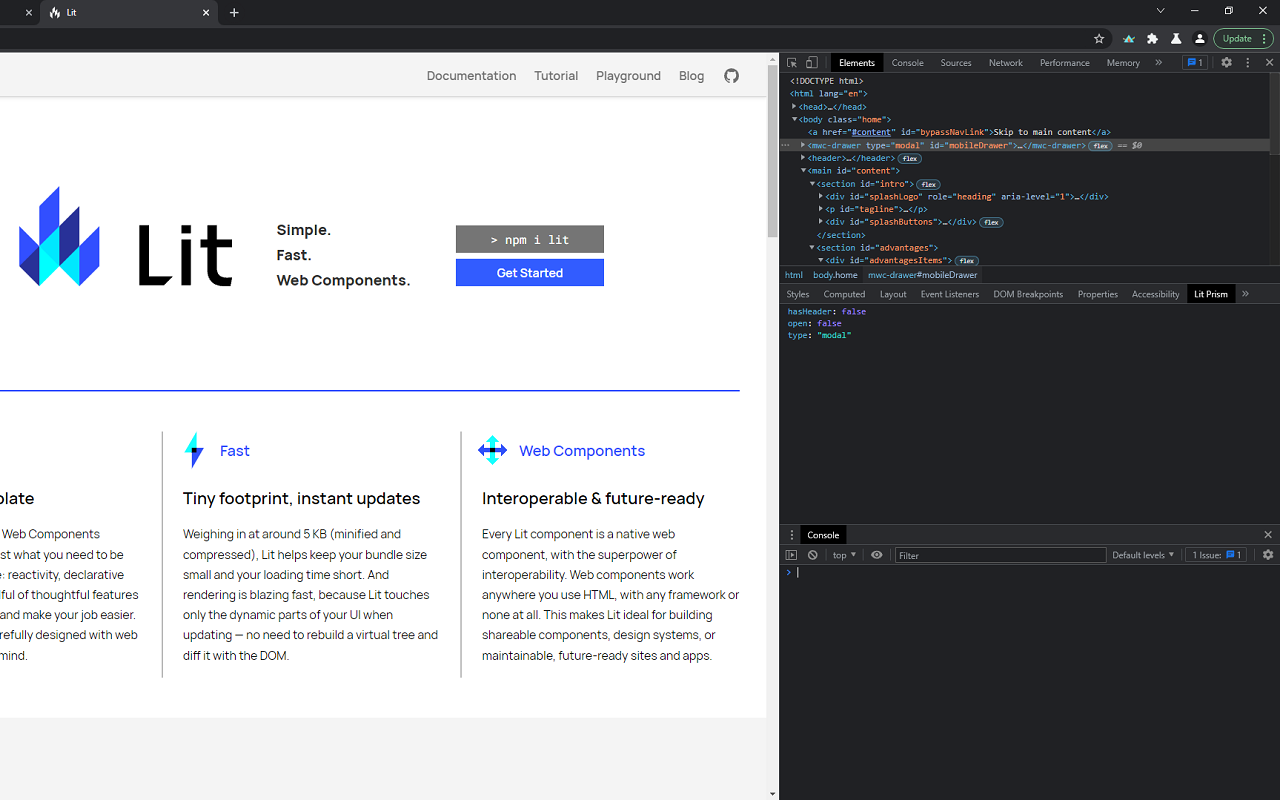 Lit
Update
Documentation Tutorial Playground Blog
Lit
Simple.
Fast.
Web Components.
> npm i lit
Get Started
plate
Web Components
st what you need to be
e: reactivity, declarative
ful of thoughtful features
and make your job easier.
refully designed with web
mind.
Fast
Tiny footprint, instant updates
Weighing in at around 5 KB (minified and
compressed), Lit helps keep your bundle size
small and your loading time short. And
rendering is blazing fast, because Lit touches
only the dynamic parts of your UI when
updating — no need to rebuild a virtual tree and
diff it with the DOM.
Web Components
Interoperable & future-ready
Every Lit component is a native web
component, with the superpower of
interoperability. Web components work
anywhere you use HTML, with any framework or
none at all. This makes Lit ideal for building
shareable components, design systems, or
maintainable, future-ready sites and apps.
Elements Console Sources Network Performance Memory » 1
<!DOCTYPE html>
<html lang="en">
<head>…</head>
<body class="home">
<a href="#content" id="bypassNavLink">Skip to main content</a>
<mwc-drawer type="modal" id="mobileDrawer">…</mwc-drawer> flex == $0
<header>…</header> flex
<main id="content">
<section id="intro"> flex
<div id="splashLogo" role="heading" aria-level="1">…</div>
<p id="tagline">…</p>
<div id="splashButtons">…</div> flex
</section>
<section id="advantages">
<div id="advantagesItems"> flex
html body.home mwc-drawer#mobileDrawer
Styles Computed Layout Event Listeners DOM Breakpoints Properties Accessibility Lit Prism »
hasHeader: false
open: false
type: "modal"
Console
top Filter Default levels 1 Issue: 1
>